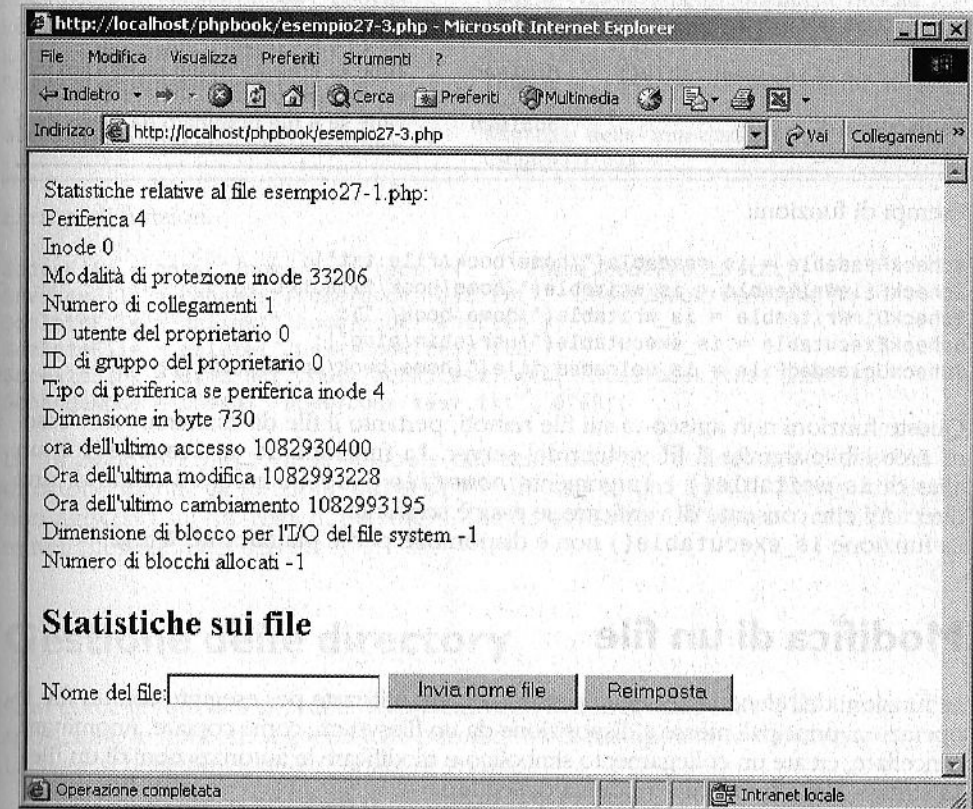 http://localhost/phpbook/esempio27-3.php - Microsoft Internet Explorer
File Modifica Visualizza Preferiti Strumenti ?
Indietro Cerca Preferiti Multimedia
Indirizzo http://localhost/phpbook/esempio27-3.php Vai Collegamenti »
Statistiche relative al file esempio27-1.php:
Periferica 4
Inode 0
Modalità di protezione inode 33206
Numero di collegamenti 1
ID utente del proprietario 0
ID di gruppo del proprietario 0
Tipo di periferica se periferica inode 4
Dimensione in byte 730
ora dell'ultimo accesso 1082930400
Ora dell'ultima modifica 1082993228
Ora dell'ultimo cambiamento 1082993195
Dimensione di blocco per l'I/O del file system -1
Numero di blocchi allocati -1
Statistiche sui file
Nome del file: Invia nome file Reimposta
Operazione completata Intranet locale